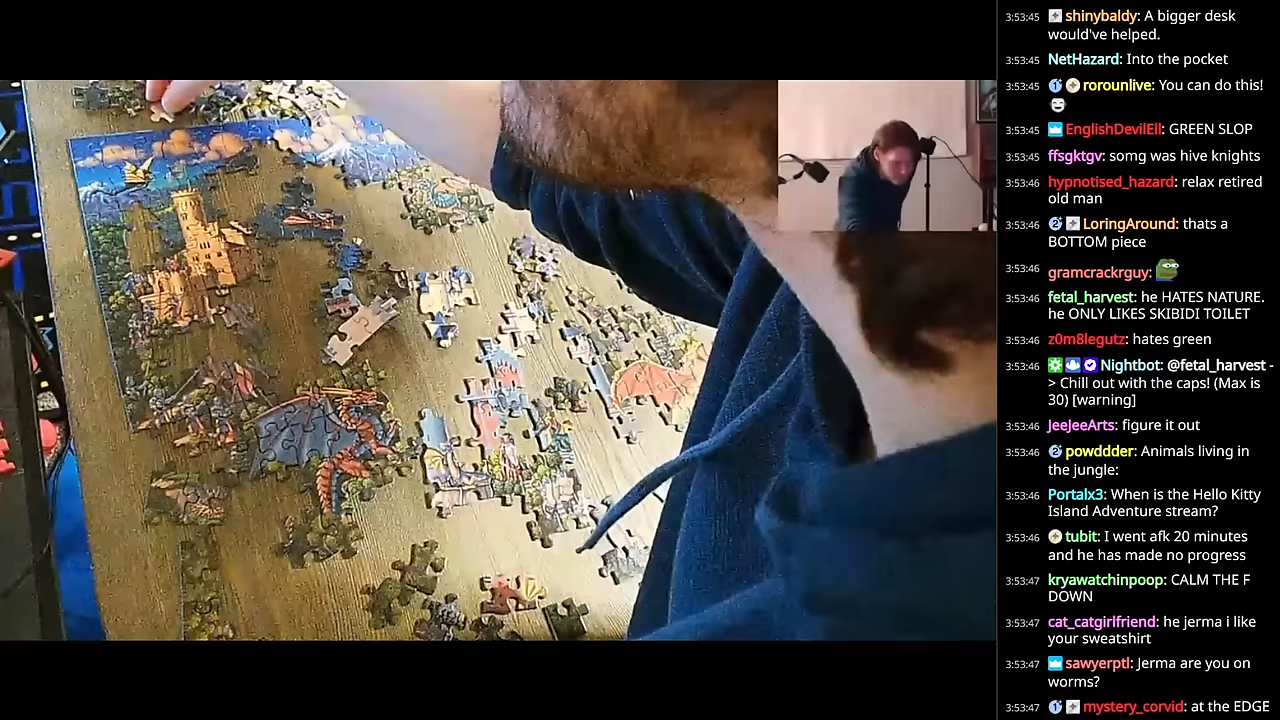 3:53:45 shinybaldy: A bigger desk
would've helped.
3:53:45 NetHazard: Into the pocket
3:53:45 rorounlive: You can do this!
3:53:45 EnglishDevilEll: GREEN SLOP
3:53:45 ffsgktgv: somg was hive knights
3:53:46 hypnotised_hazard: relax retired
old man
3:53:46 LoringAround: thats a
BOTTOM piece
3:53:46 gramcrackrguy:
3:53:46 fetal_harvest: he HATES NATURE.
he ONLY LIKES SKIBIDI TOILET
3:53:46 z0m8legutz: hates green
3:53:46 Nightbot: @fetal_harvest -
> Chill out with the caps! (Max is
30) [warning]
3:53:46 JeeJeeArts: figure it out
3:53:46 powddder: Animals living in
the jungle:
3:53:46 Portalx3: When is the Hello Kitty
Island Adventure stream?
3:53:46 tubit: I went afk 20 minutes
and he has made no progress
3:53:47 kryawatchinpoop: CALM THE F
DOWN
3:53:47 cat_catgirlfriend: he jerma i like
your sweatshirt
3:53:47 sawyerptl: Jerma are you on
worms?
3:53:47 mystery_corvid: at the EDGE